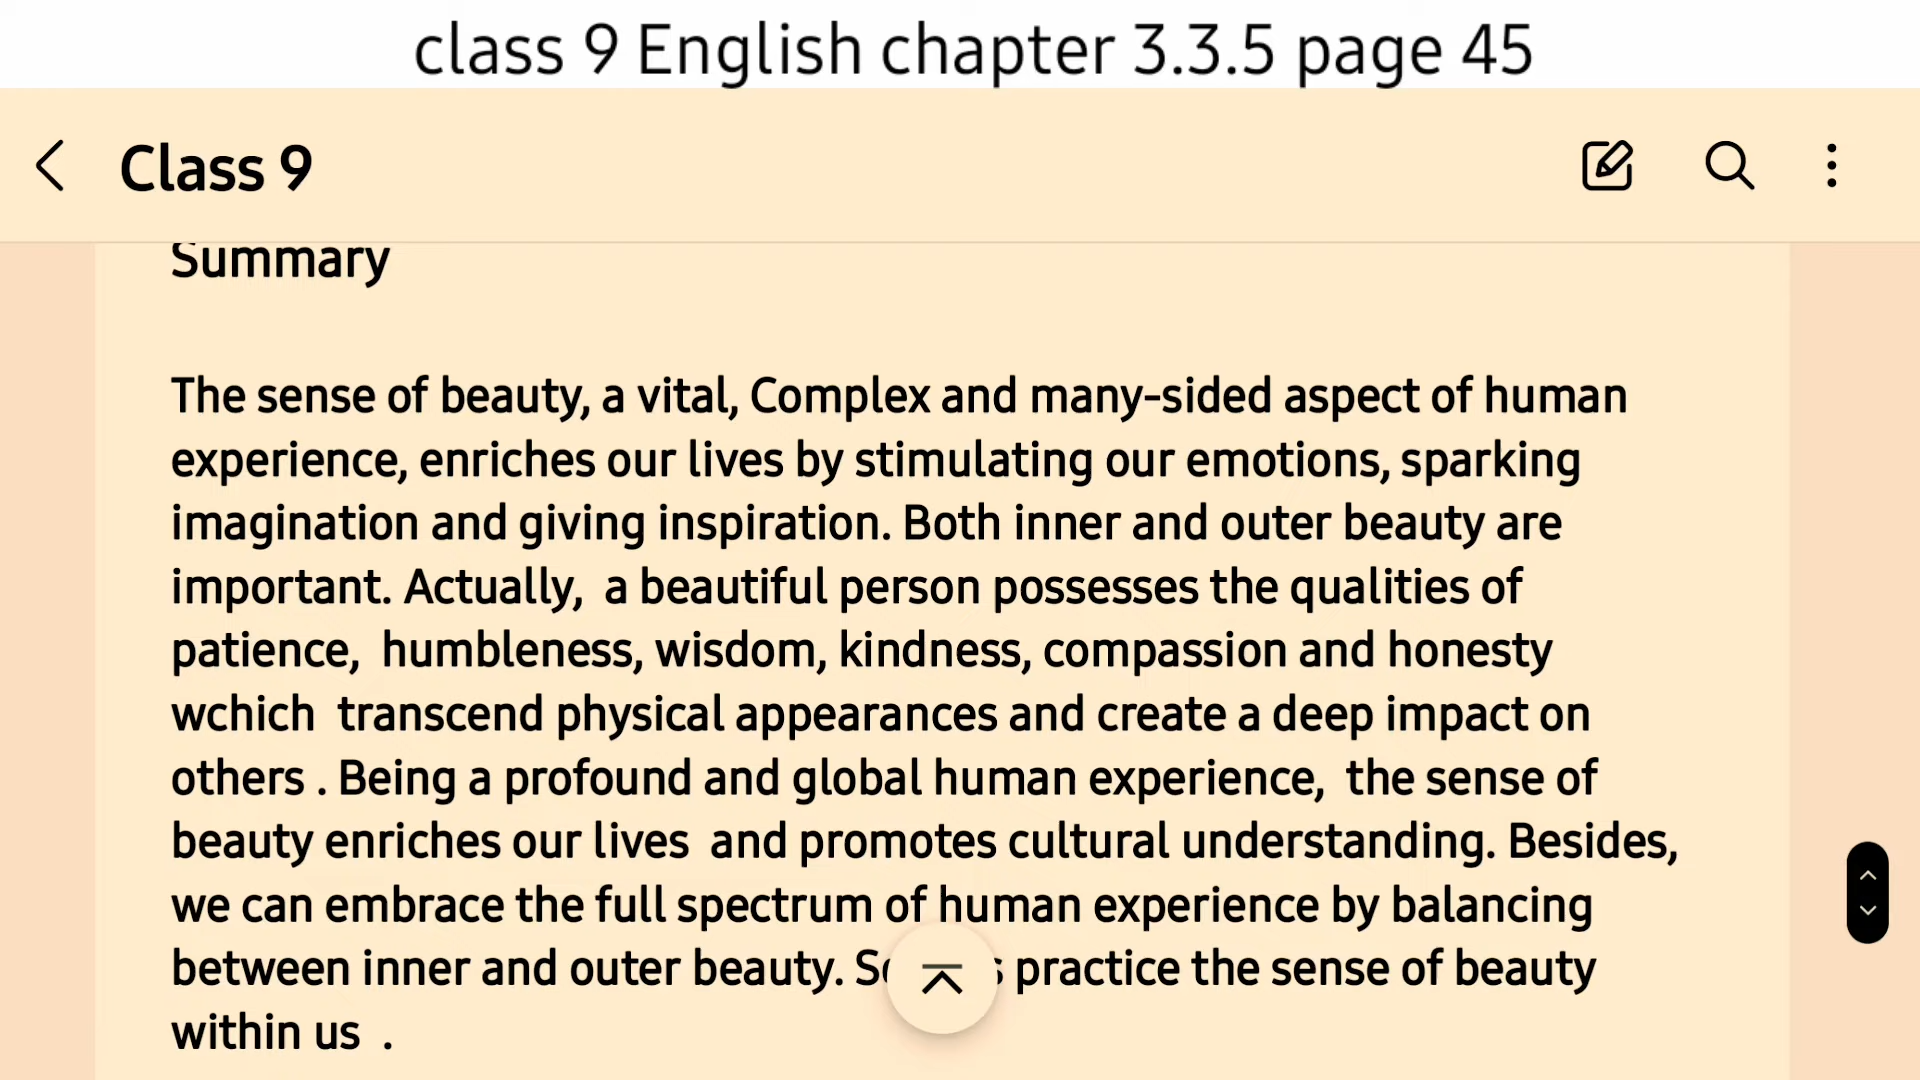 class 9 English chapter 3.3.5 page 45
Class 9
Summary
The sense of beauty, a vital, Complex and many-sided aspect of human
experience, enriches our lives by stimulating our emotions, sparking
imagination and giving inspiration. Both inner and outer beauty are
important. Actually,  a beautiful person possesses the qualities of
patience,  humbleness, wisdom, kindness, compassion and honesty
wchich  transcend physical appearances and create a deep impact on
others . Being a profound and global human experience,  the sense of
beauty enriches our lives  and promotes cultural understanding. Besides,
we can embrace the full spectrum of human experience by balancing
between inner and outer beauty. practice the sense of beauty
within us  .